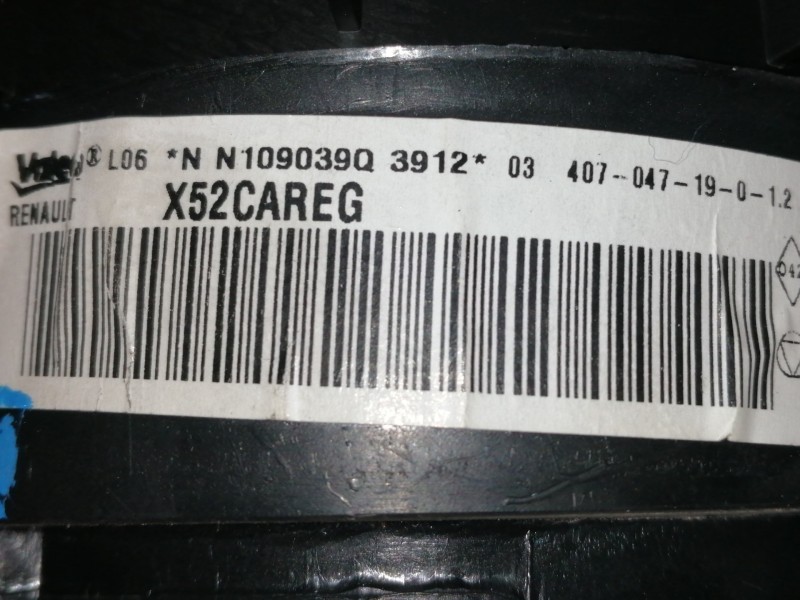 Valeo® L06 *N N109039Q 3912* 03 407-047-19-0-1.2
RENAULT X52CAREG